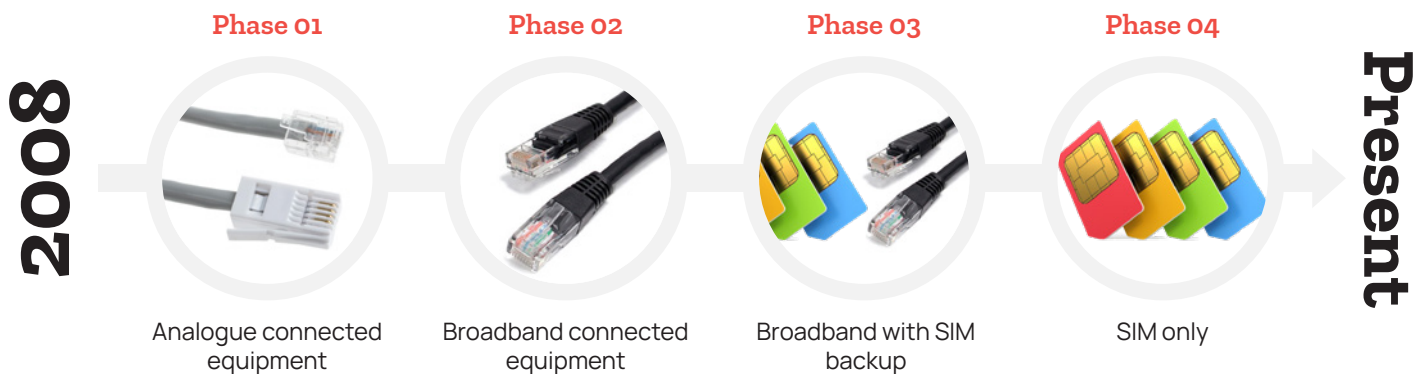 2008
Phase 01
Phase 02
Phase 03
Phase 04
Present
Analogue connected
equipment
Broadband connected
equipment
Broadband with SIM
backup
SIM only